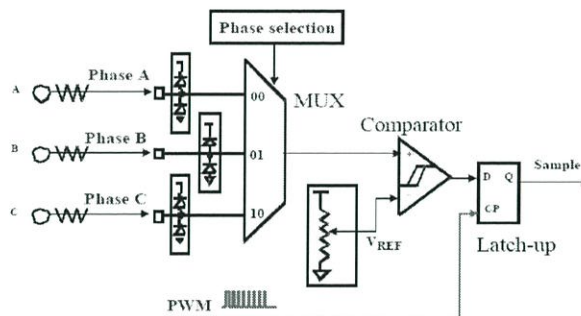 Phase selection
A
Phase A
00
MUX
Comparator
B
Phase B
01
+
-
D
Q
Sample
C
Phase C
10
CP
VREF
Latch-up
PWM